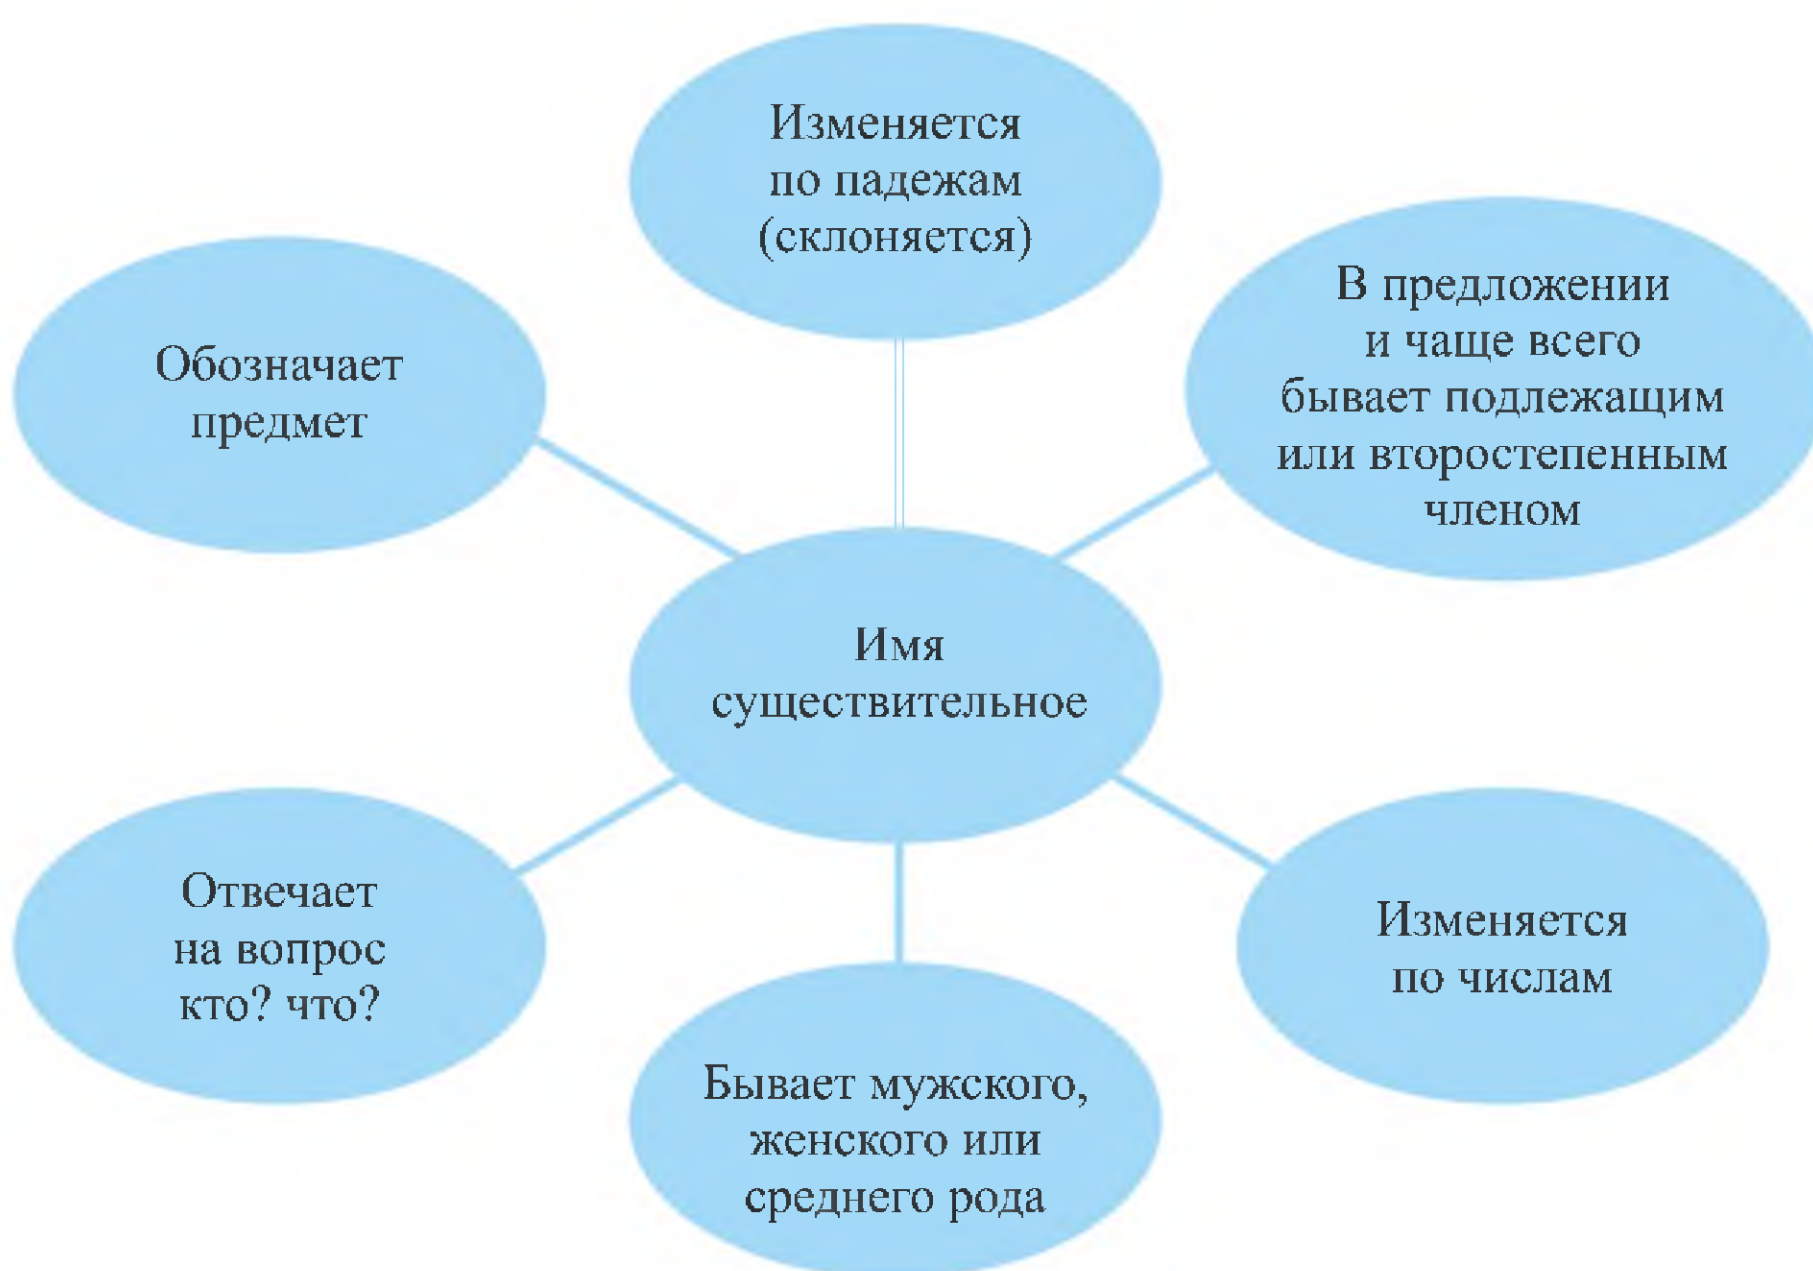 Изменяется
по падежам
(склоняется)
В предложении
и чаще всего
бывает подлежащим
или второстепенным
членом
Обозначает
предмет
Имя
существительное
Отвечает
на вопрос
кто? что?
Изменяется
по числам
Бывает мужского,
женского или
среднего рода